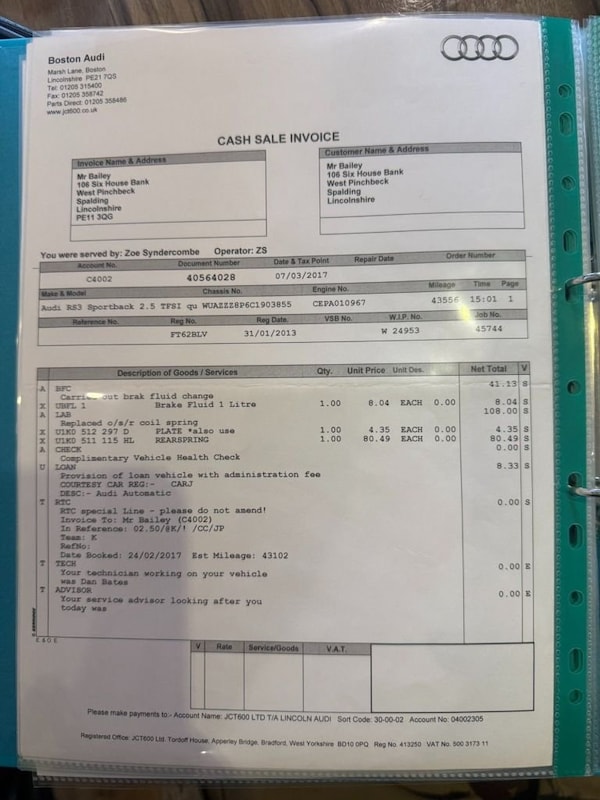 Boston Audi
Marsh Lane, Boston
Lincolnshire PE21 7QS
Tel: 01205 315400
Fax: 01205 358742
Parts Direct: 01205 358486
www.jct600.co.uk
CASH SALE INVOICE
Invoice Name & Address
Mr Bailey
106 Six House Bank
West Pinchbeck
Spalding
Lincolnshire
PE11 3QG
Customer Name & Address
Mr Bailey
106 Six House Bank
West Pinchbeck
Spalding
Lincolnshire
You were served by: Zoe Syndercombe Operator: ZS
Account No. Document Number Date & Tax Point Repair Date Order Number
C4002 40564028 07/03/2017
Make & Model Chassis No. Engine No. Mileage Time Page
Audi RS3 Sportback 2.5 TFSI qu WUAZZZ8P6C1903855 CEPA010967 43556 15:01 1
Reference No. Reg No. Reg Date. VSB No. W.I.P. No. Job No.
FT62BLV 31/01/2013 W 24953 45744
Description of Goods / Services Qty. Unit Price Unit Des. Net Total V
A BFC 41.13 S
Carried out brak fluid change
X UBFL 1 Brake Fluid 1 Litre 1.00 8.04 EACH 0.00 8.04 S
A LAB 108.00 S
Replaced o/s/r coil spring
X U1K0 512 297 D PLATE *also use 1.00 4.35 EACH 0.00 4.35 S
X U1K0 511 115 HL REARSPRING 1.00 80.49 EACH 0.00 80.49 S
A CHECK 0.00 S
Complimentary Vehicle Health Check
U LOAN 8.33 S
Provision of loan vehicle with administration fee
COURTESY CAR REG:- CARJ
DESC:- Audi Automatic
T RTC 0.00 S
RTC special Line - please do not amend!
Invoice To: Mr Bailey (C4002)
In Reference: 02.50/@K/! /CC/JP
Team: K
RefNo:
Date Booked: 24/02/2017 Est Mileage: 43102
T TECH 0.00 E
Your technician working on your vehicle
was Dan Bates
T ADVISOR 0.00 E
Your service advisor looking after you
today was
E & O E
V Rate Service/Goods V.A.T.
Please make payments to:- Account Name: JCT600 LTD T/A LINCOLN AUDI Sort Code: 30-00-02 Account No: 04002305
Registered Office: JCT600 Ltd. Tordoff House, Apperley Bridge, Bradford, West Yorkshire BD10 0PQ Reg No. 413250 VAT No. 500 3173 11